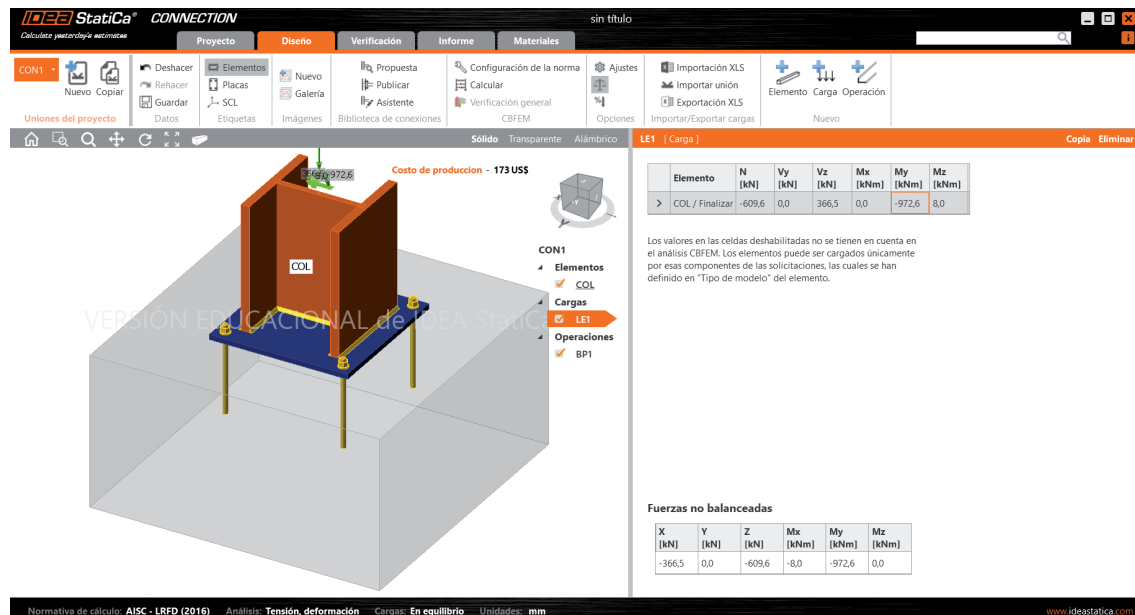 IDEA StatiCa® CONNECTION
sin título
Calculate yesterday's estimates
Proyecto Diseño Verificación Informe Materiales
CON1 Nuevo Copiar
Deshacer
Rehacer
Guardar
Elementos
Placas
SCL
Nuevo
Galería
Propuesta
Publicar
Asistente
Configuración de la norma
Calcular
Verificación general
Ajustes
Importación XLS
Importar unión
Exportación XLS
Elemento Carga Operación
Uniones del proyecto Datos Etiquetas Imágenes Biblioteca de conexiones CBFEM Opciones Importar/Exportar cargas Nuevo
Sólido Transparente Alámbrico
LE1 [ Carga ] Copia Eliminar
Costo de produccion - 173 US$
8,0 -972,6
COL
VERSIÓN EDUCACIONAL de IDEA StatiCa
CON1
Elementos
COL
Cargas
LE1
Operaciones
BP1
Elemento N [kN] Vy [kN] Vz [kN] Mx [kNm] My [kNm] Mz [kNm]
> COL / Finalizar -609,6 0,0 366,5 0,0 -972,6 8,0
Los valores en las celdas deshabilitadas no se tienen en cuenta en
el análisis CBFEM. Los elementos puede ser cargados únicamente
por esas componentes de las solicitaciones, las cuales se han
definido en "Tipo de modelo" del elemento.
Fuerzas no balanceadas
X [kN] Y [kN] Z [kN] Mx [kNm] My [kNm] Mz [kNm]
-366,5 0,0 -609,6 -8,0 -972,6 0,0
Normativa de cálculo: AISC - LRFD (2016) Análisis: Tensión, deformación Cargas: En equilibrio Unidades: mm
www.ideastatica.com